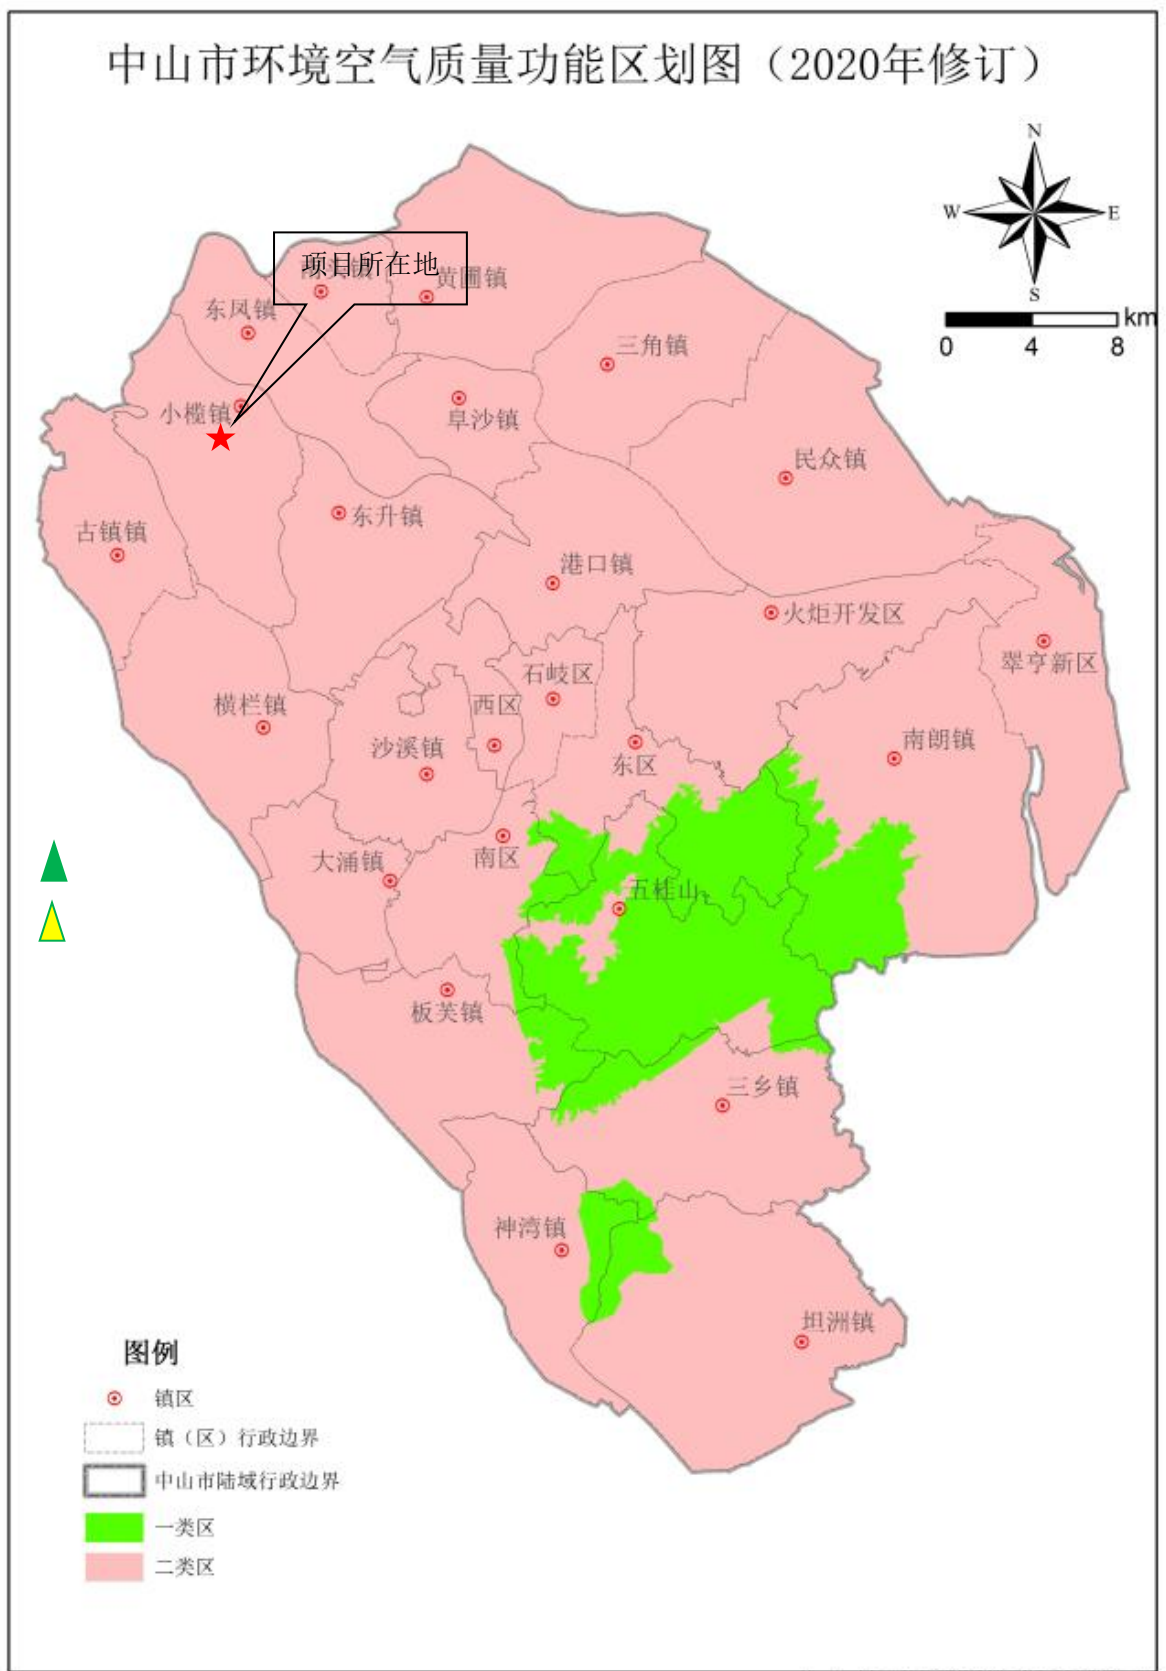 中山市环境空气质量功能区划图（2020年修订）
N
W
E
S
km
0
4
8
项目所在地
黄圃镇
东凤镇
三角镇
小榄镇
阜沙镇
民众镇
东升镇
古镇镇
港口镇
火炬开发区
翠亨新区
石岐区
横栏镇
西区
沙溪镇
东区
南朗镇
大涌镇
南区
五桂山
板芙镇
三乡镇
神湾镇
坦洲镇
图例
镇区
镇（区）行政边界
中山市陆域行政边界
一类区
二类区